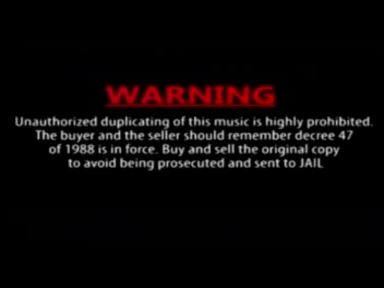 WARNING
Unauthorized duplicating of this music is highly prohibited.
The buyer and the seller should remember decree 47
of 1988 is in force. Buy and sell the original copy
to avoid being prosecuted and sent to JAIL